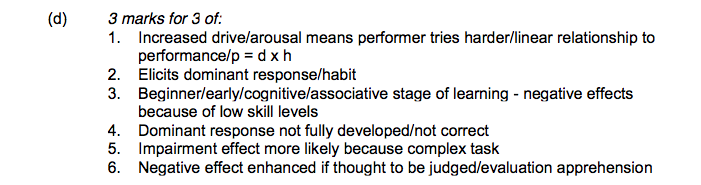 (d) 3 marks for 3 of:
1. Increased drive/arousal means performer tries harder/linear relationship to
performance/p = d x h
2. Elicits dominant response/habit
3. Beginner/early/cognitive/associative stage of learning - negative effects
because of low skill levels
4. Dominant response not fully developed/not correct
5. Impairment effect more likely because complex task
6. Negative effect enhanced if thought to be judged/evaluation apprehension